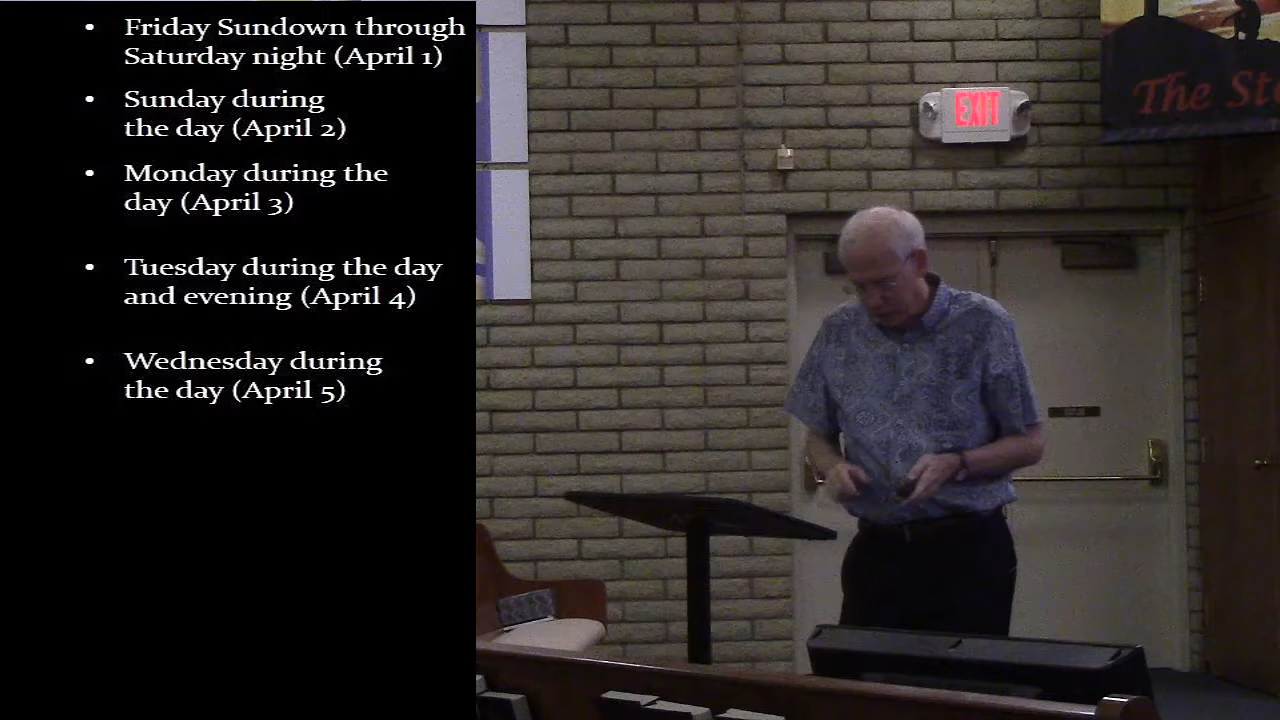 • Friday Sundown through
Saturday night (April 1)
• Sunday during
the day (April 2)
• Monday during the
day (April 3)
• Tuesday during the day
and evening (April 4)
• Wednesday during
the day (April 5)
EXIT
The